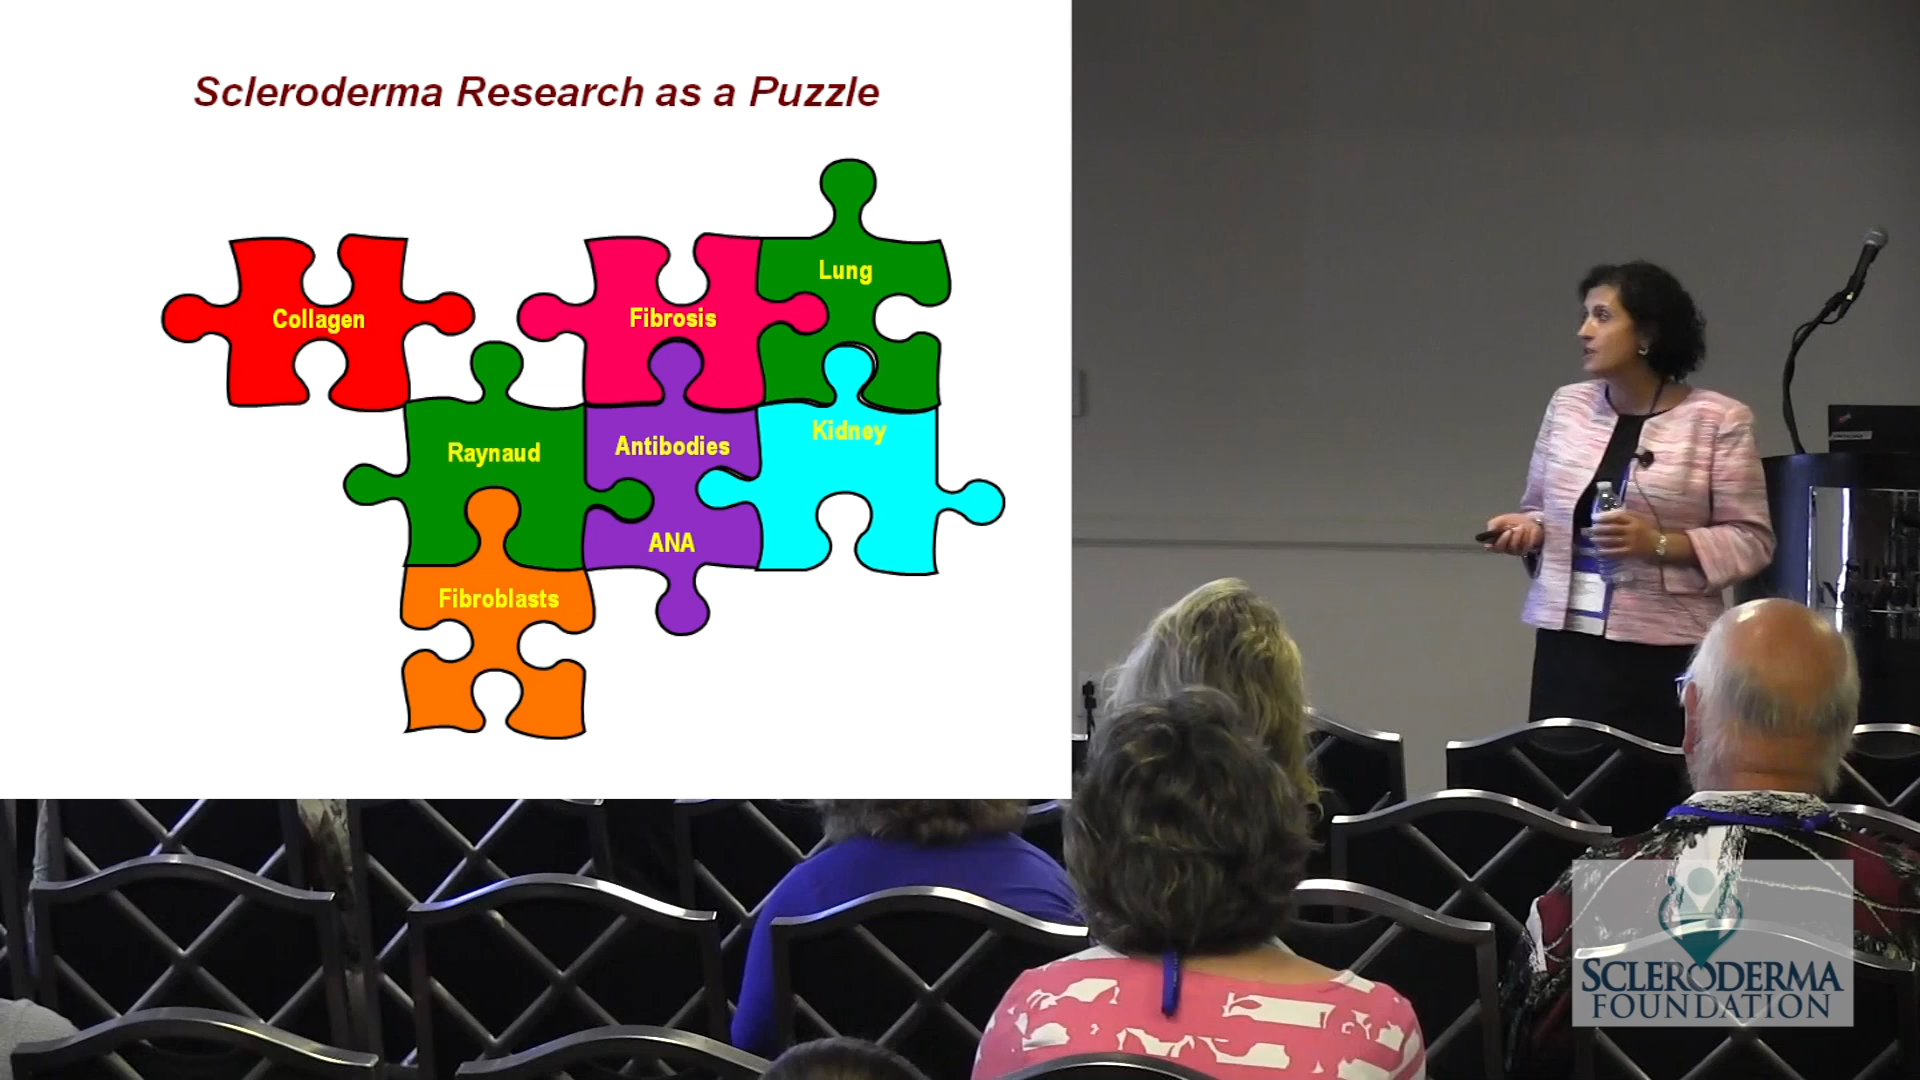 Scleroderma Research as a Puzzle
Lung
Collagen
Fibrosis
Kidney
Raynaud
Antibodies
ANA
Fibroblasts
SCLERODERMA
FOUNDATION